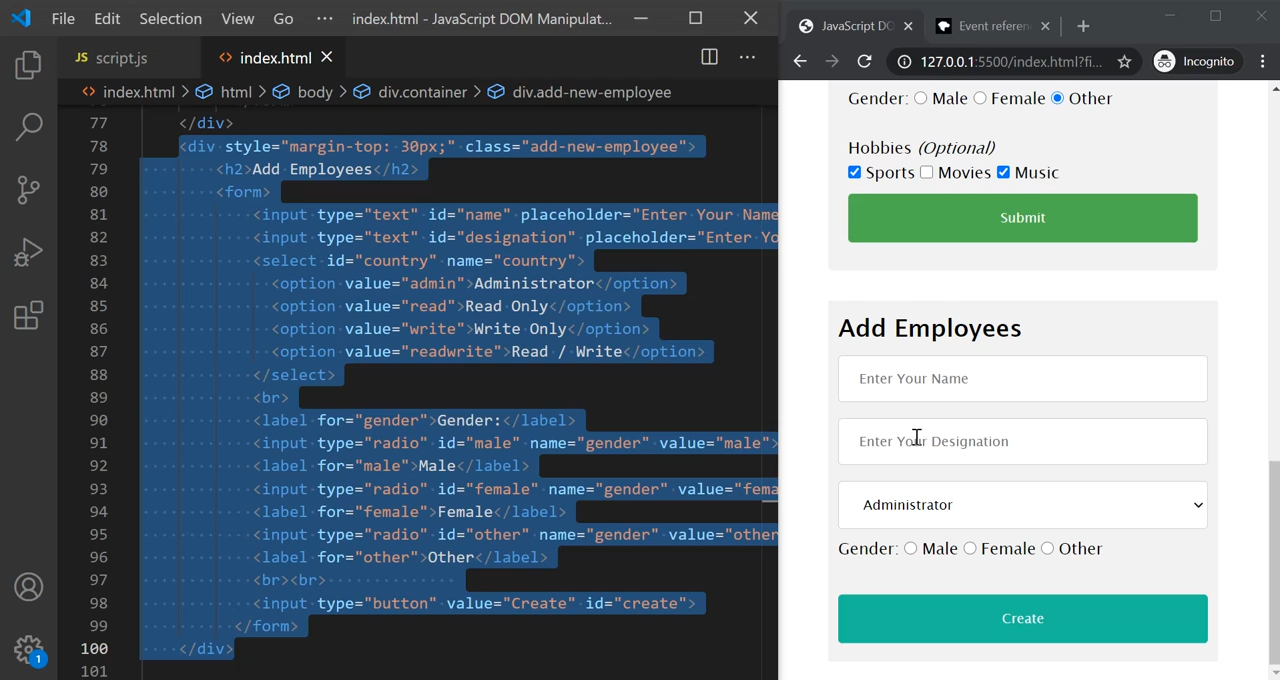 File Edit Selection View Go ··· index.html - JavaScript DOM Manipulat...
JS script.js <> index.html
<> index.html > html > body > div.container > div.add-new-employee
77 </div>
78 <div style="margin-top: 30px;" class="add-new-employee">
79 <h2>Add Employees</h2>
80 <form>
81 <input type="text" id="name" placeholder="Enter Your Name
82 <input type="text" id="designation" placeholder="Enter Yo
83 <select id="country" name="country">
84 <option value="admin">Administrator</option>
85 <option value="read">Read Only</option>
86 <option value="write">Write Only</option>
87 <option value="readwrite">Read / Write</option>
88 </select>
89 <br>
90 <label for="gender">Gender:</label>
91 <input type="radio" id="male" name="gender" value="male">
92 <label for="male">Male</label>
93 <input type="radio" id="female" name="gender" value="fema
94 <label for="female">Female</label>
95 <input type="radio" id="other" name="gender" value="other
96 <label for="other">Other</label>
97 <br><br>
98 <input type="button" value="Create" id="create">
99 </form>
100 </div>
101
1
JavaScript DO Event referen
127.0.0.1:5500/index.html?fi... Incognito
Gender: Male Female Other
Hobbies (Optional)
Sports Movies Music
Submit
Add Employees
Enter Your Name
Enter Your Designation
Administrator
Gender: Male Female Other
Create